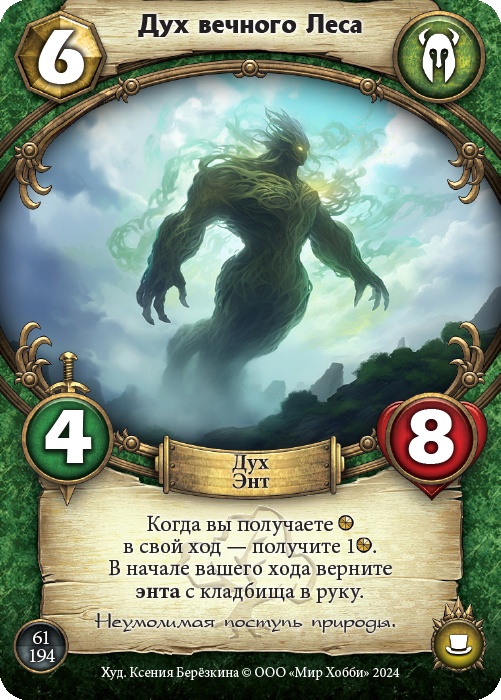 6
Дух вечного Леса
4
8
Дух
Энт
Когда вы получаете
в свой ход — получите 1.
В начале вашего хода верните
энта с кладбища в руку.
Неумолимая поступь природы.
61
194
Худ. Ксения Берёзкина © ООО «Мир Хобби» 2024